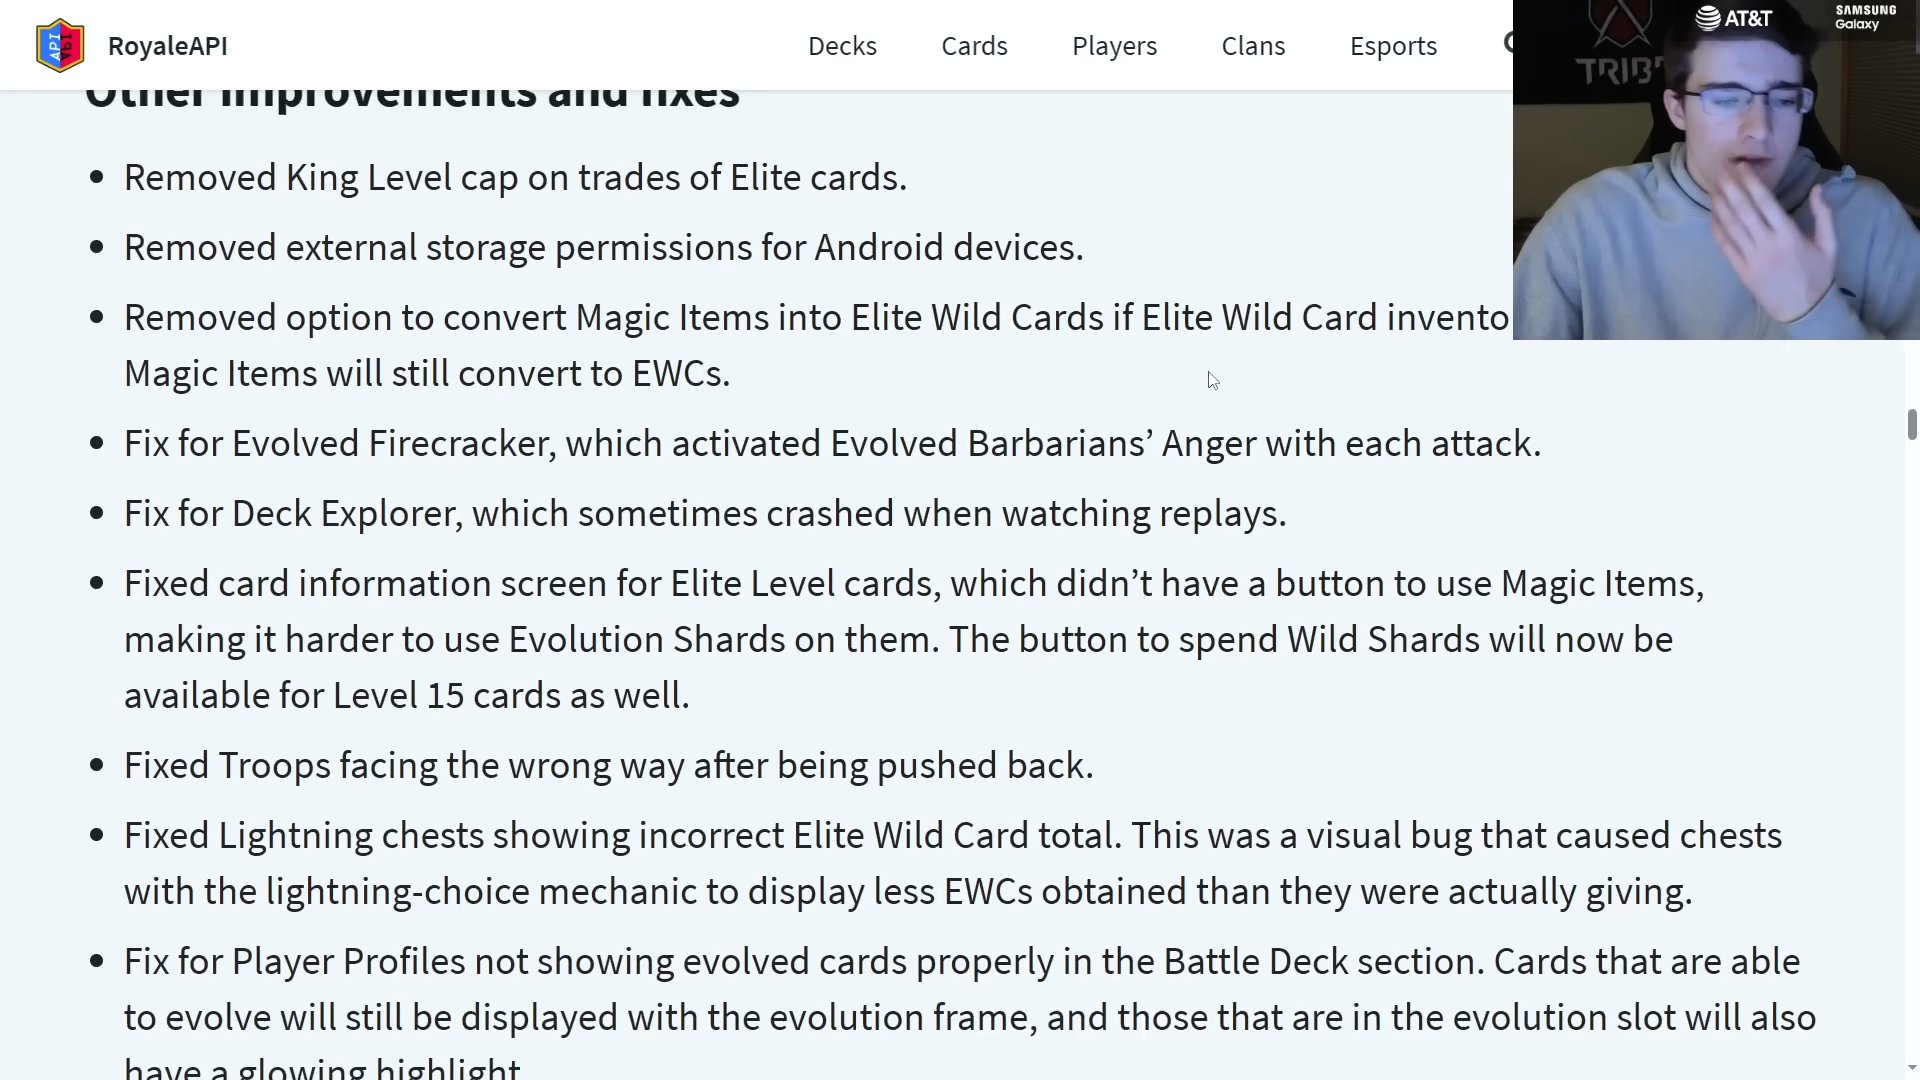 API
RoyaleAPI
Decks
Cards
Players
Clans
Esports
AT&T
SAMSUNG
Galaxy
Other improvements and fixes
• Removed King Level cap on trades of Elite cards.
• Removed external storage permissions for Android devices.
• Removed option to convert Magic Items into Elite Wild Cards if Elite Wild Card
Magic Items will still convert to EWCs.
• Fix for Evolved Firecracker, which activated Evolved Barbarians’ Anger with each attack.
• Fix for Deck Explorer, which sometimes crashed when watching replays.
• Fixed card information screen for Elite Level cards, which didn’t have a button to use Magic Items,
making it harder to use Evolution Shards on them. The button to spend Wild Shards will now be
available for Level 15 cards as well.
• Fixed Troops facing the wrong way after being pushed back.
• Fixed Lightning chests showing incorrect Elite Wild Card total. This was a visual bug that caused chests
with the lightning-choice mechanic to display less EWCs obtained than they were actually giving.
• Fix for Player Profiles not showing evolved cards properly in the Battle Deck section. Cards that are able
to evolve will still be displayed with the evolution frame, and those that are in the evolution slot will also
have a glowing highlight